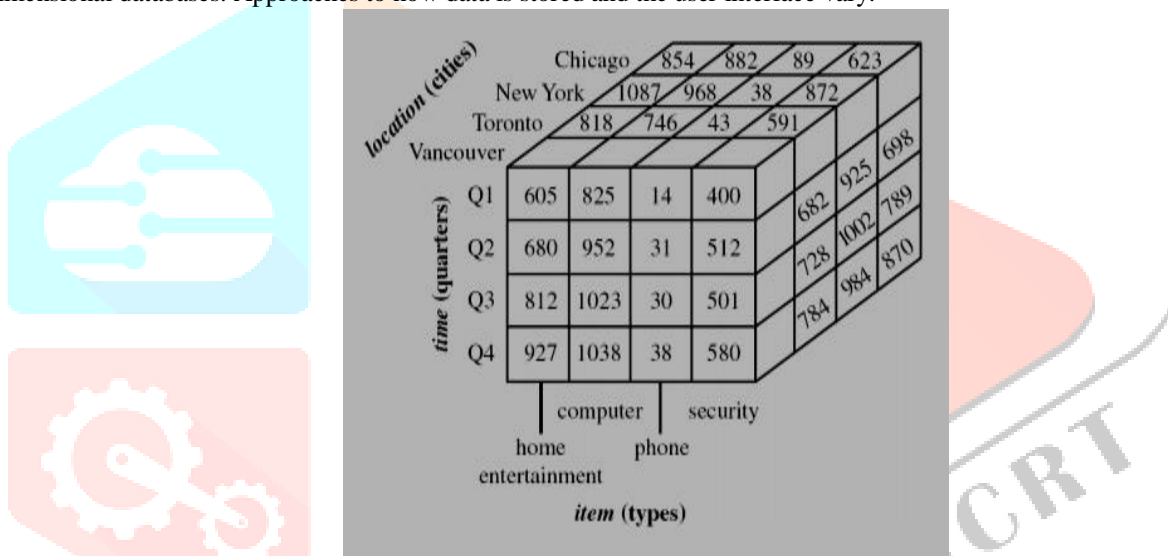 dimensional databases. Approaches to how data is stored and the user interface vary.
location (cities)
Chicago 854 882 89 623
New York 1087 968 38 872
Toronto 818 746 43 591
Vancouver
time (quarters)
Q1 605 825 14 400
Q2 680 952 31 512
Q3 812 1023 30 501
Q4 927 1038 38 580
682 925 698
728 1002 789
784 984 870
computer security
home phone
entertainment
item (types)
CRT